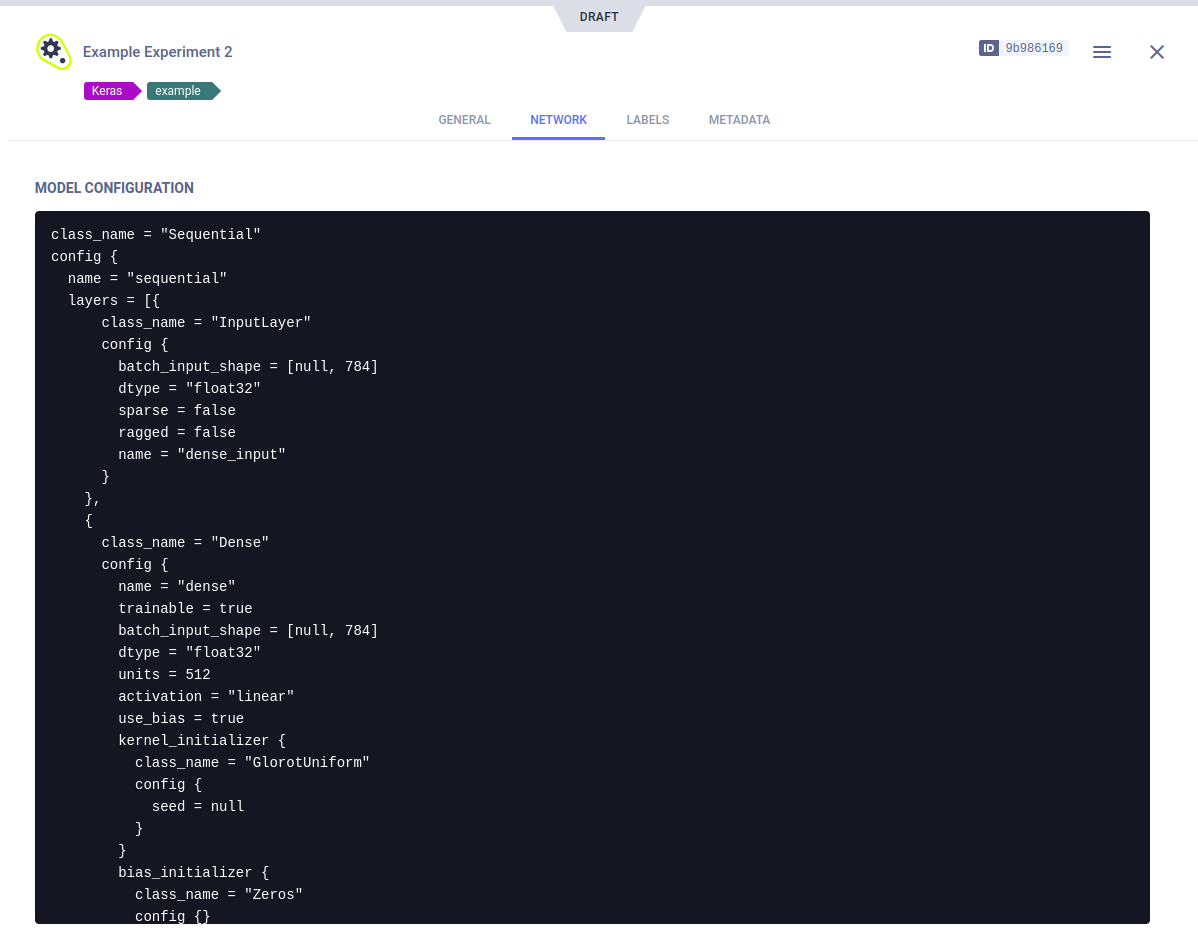 DRAFT
Example Experiment 2
ID 9b986169
Keras example
GENERAL NETWORK LABELS METADATA
MODEL CONFIGURATION
class_name = "Sequential"
config {
  name = "sequential"
  layers = [{
      class_name = "InputLayer"
      config {
        batch_input_shape = [null, 784]
        dtype = "float32"
        sparse = false
        ragged = false
        name = "dense_input"
      }
    },
    {
      class_name = "Dense"
      config {
        name = "dense"
        trainable = true
        batch_input_shape = [null, 784]
        dtype = "float32"
        units = 512
        activation = "linear"
        use_bias = true
        kernel_initializer {
          class_name = "GlorotUniform"
          config {
            seed = null
          }
        }
        bias_initializer {
          class_name = "Zeros"
          config {}